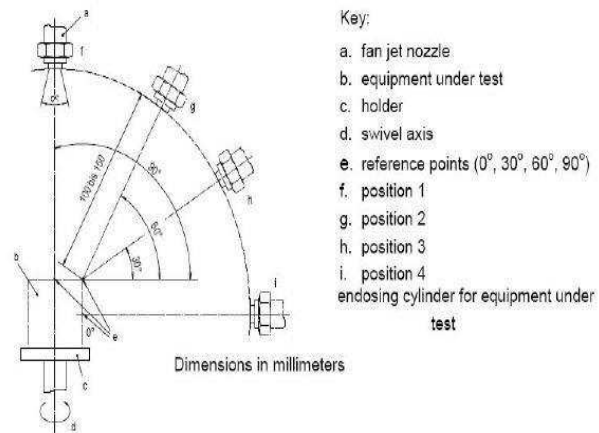 a
f
α°
g
100 bis 150
90°
60°
30°
h
b
i
0°
e
c
d
Dimensions in millimeters
Key:
a. fan jet nozzle
b. equipment under test
c. holder
d. swivel axis
e. reference points (0°, 30°, 60°, 90°)
f. position 1
g. position 2
h. position 3
i. position 4
endosing cylinder for equipment under
test